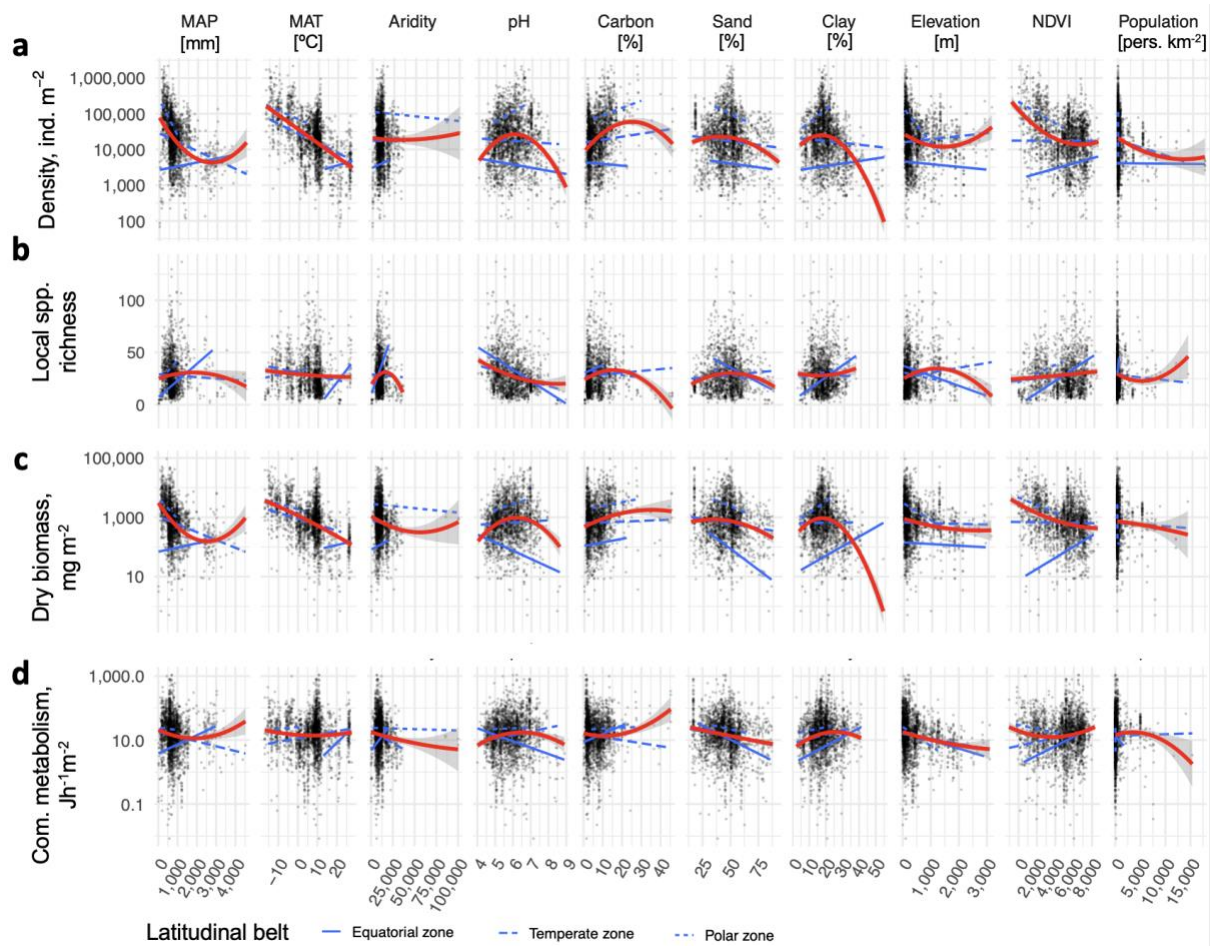 MAP MAT Aridity pH Carbon Sand Clay Elevation NDVI Population
[mm] [ºC] [%] [%] [%] [m] [pers. km⁻²]
a
Density, ind. m⁻²
1,000,000
100,000
10,000
1,000
100
b
Local spp.
richness
100
50
0
c
Dry biomass,
mg m⁻²
100,000
1,000
10
d
Com. metabolism,
Jh⁻¹m⁻²
1,000.0
10.0
0.1
0 1,000 2,000 3,000 4,000
−10 0 10 20
0 25,000 50,000 75,000 100,000
4 5 6 7 8 9
0 10 20 30 40
25 50 75
0 10 20 30 40 50
0 1,000 2,000 3,000
2,000 4,000 6,000 8,000
0 5,000 10,000 15,000
Latitudinal belt Equatorial zone Temperate zone Polar zone